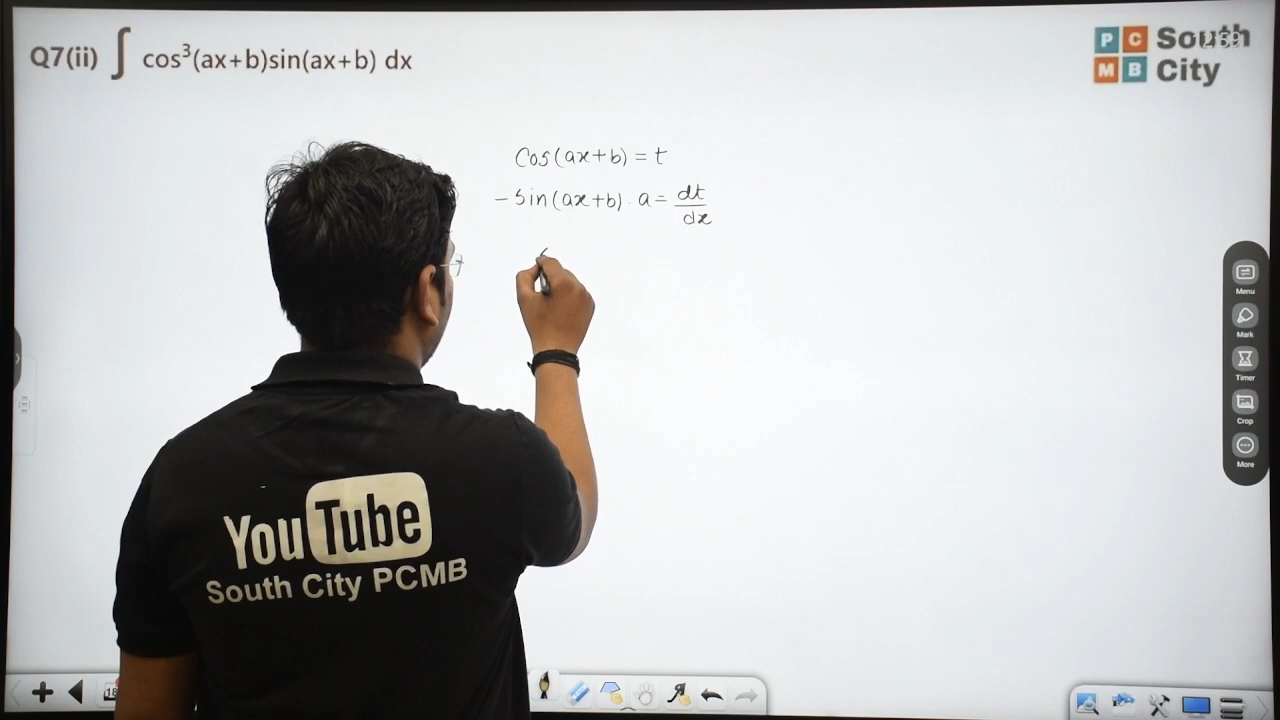 Q7(ii) ∫ cos³(ax+b)sin(ax+b) dx
P C M B South City
Cos(ax+b) = t
- Sin(ax+b) . a = dt/dx
Menu
Mark
Timer
Crop
More
YouTube
South City PCMB